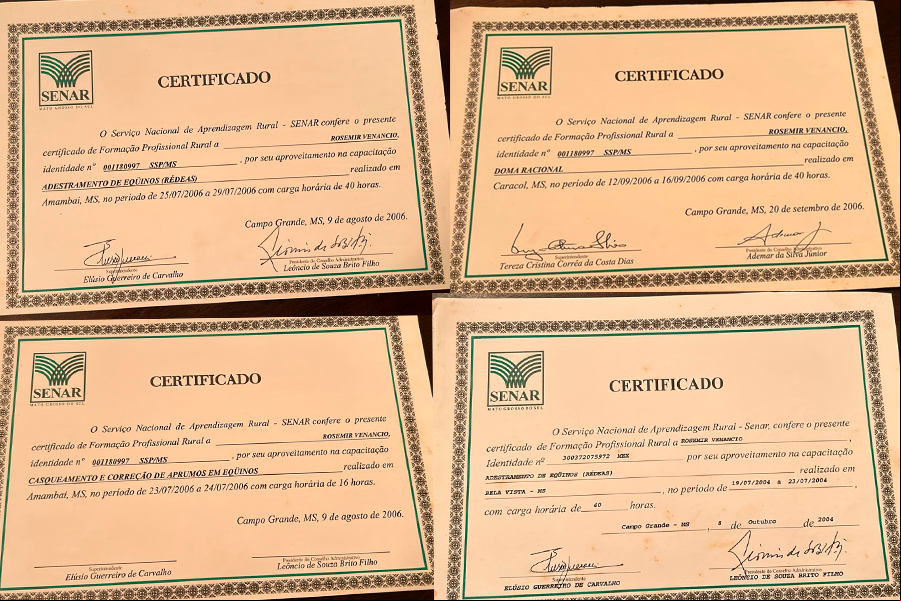 SENAR
MATO GROSSO DO SUL
CERTIFICADO
O Serviço Nacional de Aprendizagem Rural - SENAR confere o presente
certificado de Formação Profissional Rural a ROSEMIR VENANCIO,
identidade nº 001180997 SSP/MS , por seu aproveitamento na capacitação
ADESTRAMENTO DE EQÜINOS (RÉDEAS) realizado em
Amambai, MS, no período de 25/07/2006 a 29/07/2006 com carga horária de 40 horas.
Campo Grande, MS, 9 de agosto de 2006.
Superintendente
Elúsio Guerreiro de Carvalho
Presidente do Conselho Administrativo
Leôncio de Souza Brito Filho
SENAR
MATO GROSSO DO SUL
CERTIFICADO
O Serviço Nacional de Aprendizagem Rural - SENAR confere o presente
certificado de Formação Profissional Rural a ROSEMIR VENANCIO,
identidade nº 001180997 SSP/MS , por seu aproveitamento na capacitação
DOMA RACIONAL realizado em
Caracol, MS, no período de 12/09/2006 a 16/09/2006 com carga horária de 40 horas.
Campo Grande, MS, 20 de setembro de 2006.
Superintendente
Tereza Cristina Corrêa da Costa Dias
Presidente do Conselho Administrativo
Ademar da Silva Junior
SENAR
MATO GROSSO DO SUL
CERTIFICADO
O Serviço Nacional de Aprendizagem Rural - SENAR confere o presente
certificado de Formação Profissional Rural a ROSEMIR VENANCIO,
identidade nº 001180997 SSP/MS , por seu aproveitamento na capacitação
CASQUEAMENTO E CORREÇÃO DE APRUMOS EM EQÜINOS realizado em
Amambai, MS, no período de 23/07/2006 a 24/07/2006 com carga horária de 16 horas.
Campo Grande, MS, 9 de agosto de 2006.
Superintendente
Elúsio Guerreiro de Carvalho
Presidente do Conselho Administrativo
Leôncio de Souza Brito Filho
SENAR
MATO GROSSO DO SUL
CERTIFICADO
O Serviço Nacional de Aprendizagem Rural - Senar, confere o presente
certificado de Formação Profissional Rural a ROSEMIR VENANCIO ,
Identidade nº 300372075972 MEX por seu aproveitamento na capacitação
ADESTRAMENTO DE EQÜINOS (RÉDEAS) realizado em
BELA VISTA - MS , no período de 19/07/2004 a 23/07/2004 ,
com carga horária de 40 horas.
Campo Grande - MS , 8 de Outubro de 2004
Superintendente
ELÚSIO GUERREIRO DE CARVALHO
Presidente do Conselho Administrativo
LEÔNCIO DE SOUZA BRITO FILHO